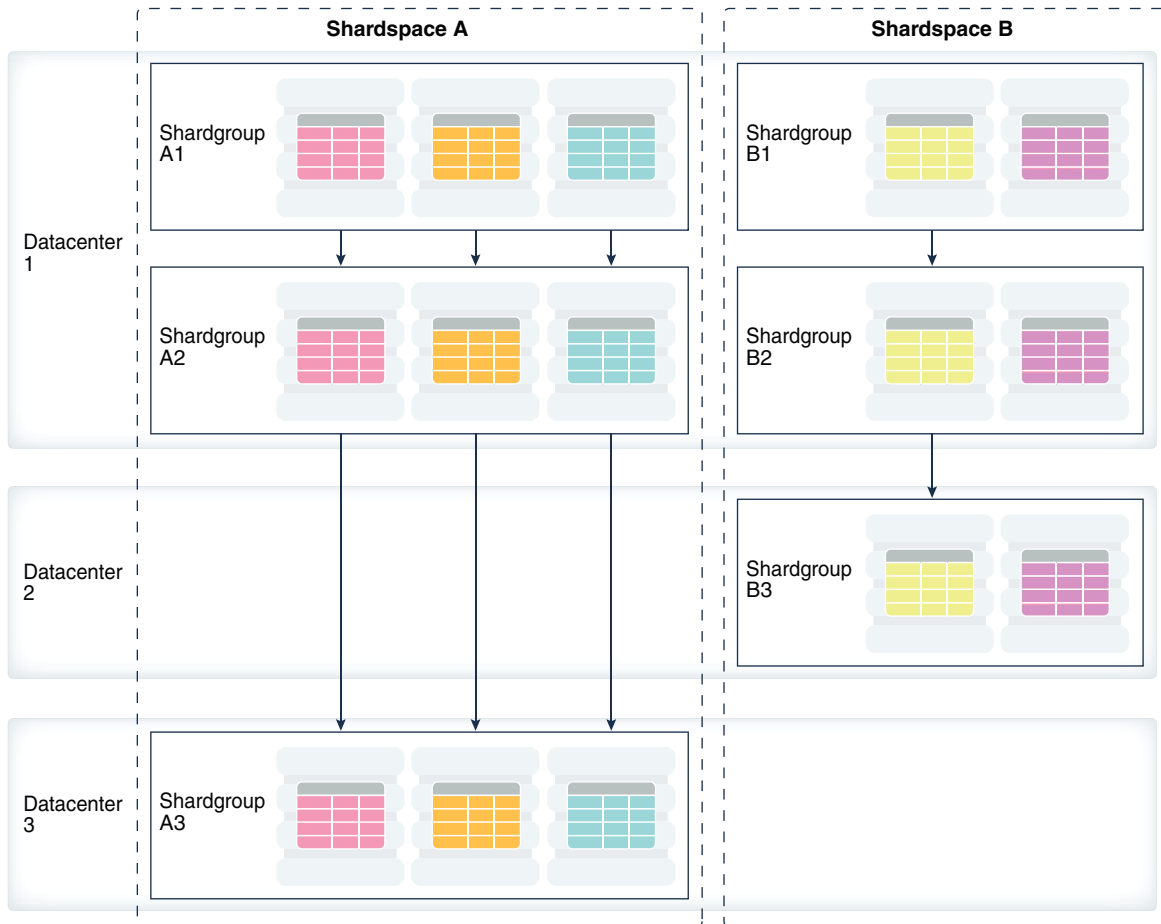 Shardspace A
Shardspace B
Datacenter
1
Shardgroup
A1
Shardgroup
B1
Shardgroup
A2
Shardgroup
B2
Datacenter
2
Shardgroup
B3
Datacenter
3
Shardgroup
A3